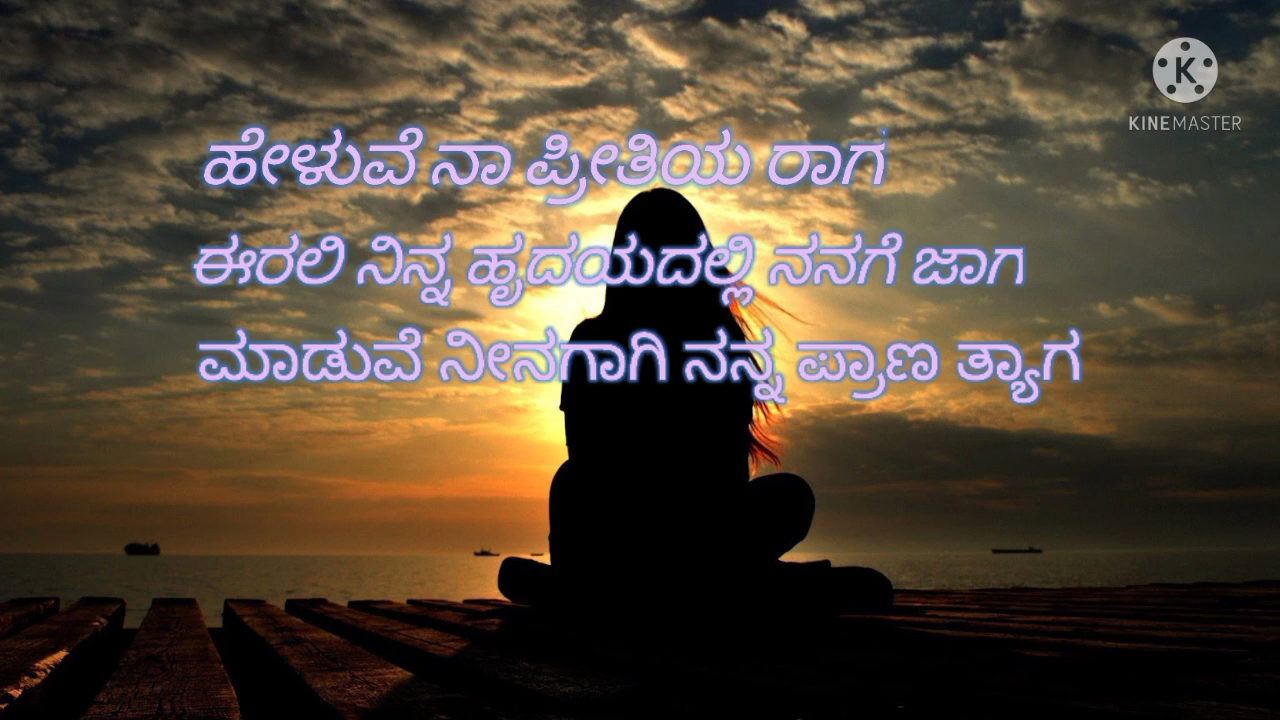 ಹೇಳುವೆ ನಾ ಪ್ರೀತಿಯ ರಾಗ
ಈರಲಿ ನಿನ್ನ ಹೃದಯದಲ್ಲಿ ನನಗೆ ಜಾಗ
ಮಾಡುವೆ ನೀನಗಾಗಿ ನನ್ನ ಪ್ರಾಣ ತ್ಯಾಗ
K
KINEMASTER